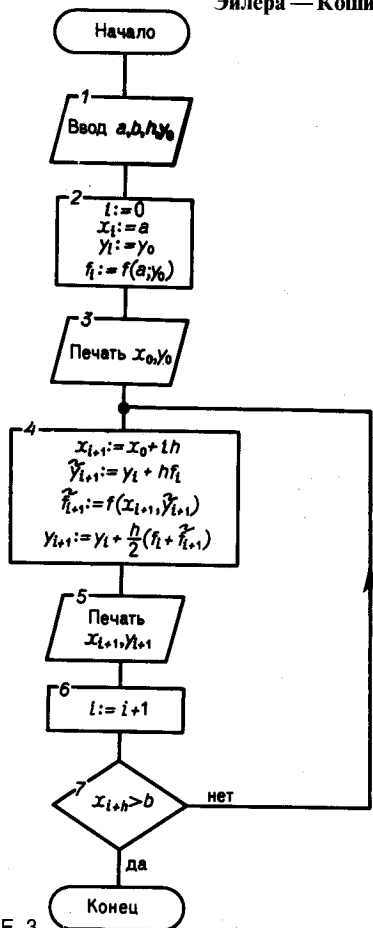 Эйлера — Коши
Начало
1
Ввод a,b,h,y₀
2
i:=0
xᵢ:=a
yᵢ:=y₀
fᵢ:=f(a;y₀)
3
Печать x₀,y₀
4
xᵢ₊₁:=x₀+ih
ỹᵢ₊₁:=yᵢ+hfᵢ
f̃ᵢ₊₁:=f(xᵢ₊₁,ỹᵢ₊₁)
yᵢ₊₁:=yᵢ+h/2(fᵢ+f̃ᵢ₊₁)
5
Печать
xᵢ₊₁,yᵢ₊₁
6
i:=i+1
7
xᵢ₊ₕ>b
нет
да
Конец